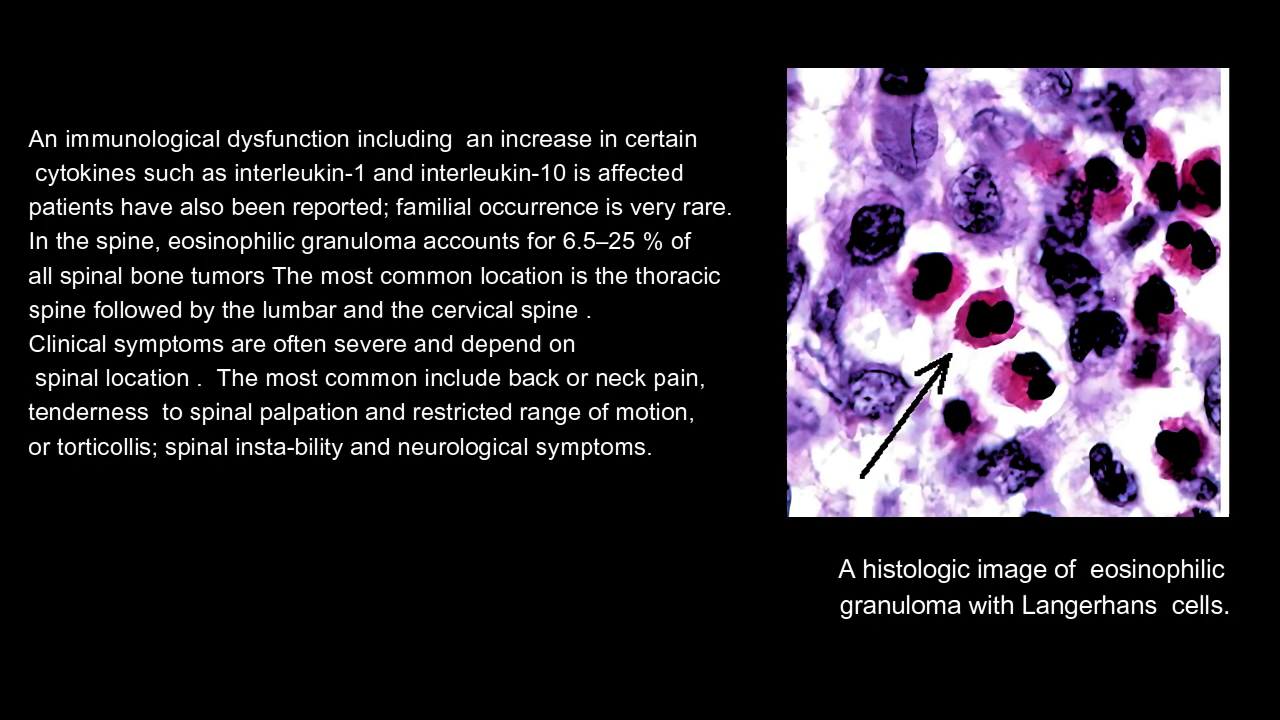 An immunological dysfunction including  an increase in certain
cytokines such as interleukin-1 and interleukin-10 is affected
patients have also been reported; familial occurrence is very rare.
In the spine, eosinophilic granuloma accounts for 6.5–25 % of
all spinal bone tumors The most common location is the thoracic
spine followed by the lumbar and the cervical spine .
Clinical symptoms are often severe and depend on
spinal location .  The most common include back or neck pain,
tenderness  to spinal palpation and restricted range of motion,
or torticollis; spinal insta-bility and neurological symptoms.
A histologic image of  eosinophilic
granuloma with Langerhans  cells.